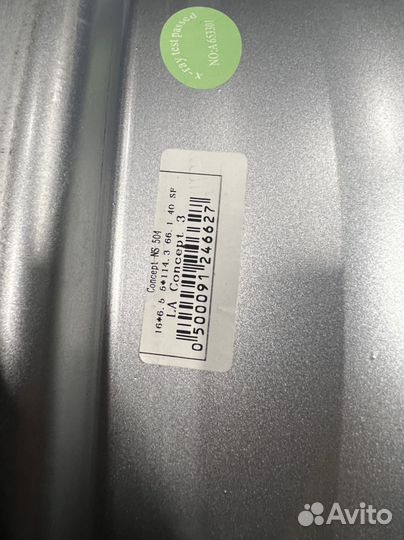 x-ray test passed
NO:A 653301
Concept-NS 504
16*6.5 5*114.3 66.1 40 SF
LA Concept 3
0500091246627
Avito